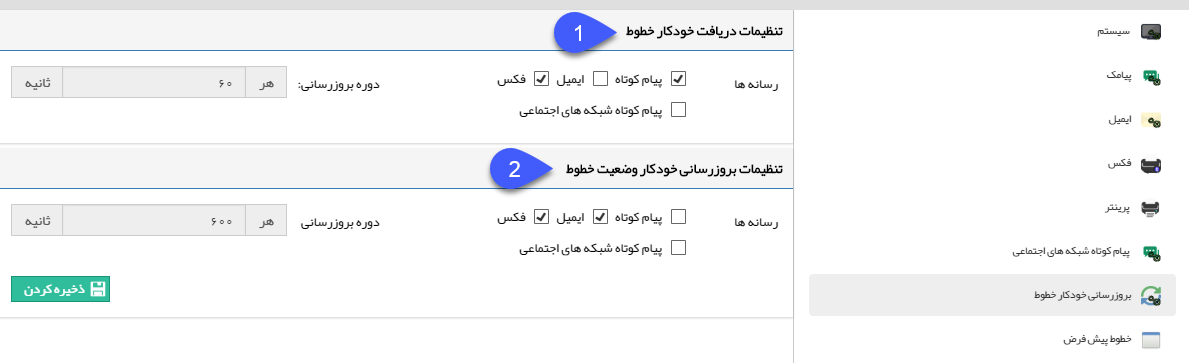 سیستم
پیامک
ایمیل
فکس
پرینتر
پیام کوتاه شبکه های اجتماعی
بروزرسانی خودکار خطوط
خطوط پیش فرض
تنظیمات دریافت خودکار خطوط
1
رسانه ها پیام کوتاه ایمیل فکس دوره بروزرسانی: هر ۶۰ ثانیه
پیام کوتاه شبکه های اجتماعی
تنظیمات بروزرسانی خودکار وضعیت خطوط
2
رسانه ها پیام کوتاه ایمیل فکس دوره بروزرسانی هر ۶۰۰ ثانیه
پیام کوتاه شبکه های اجتماعی
ذخیره کردن